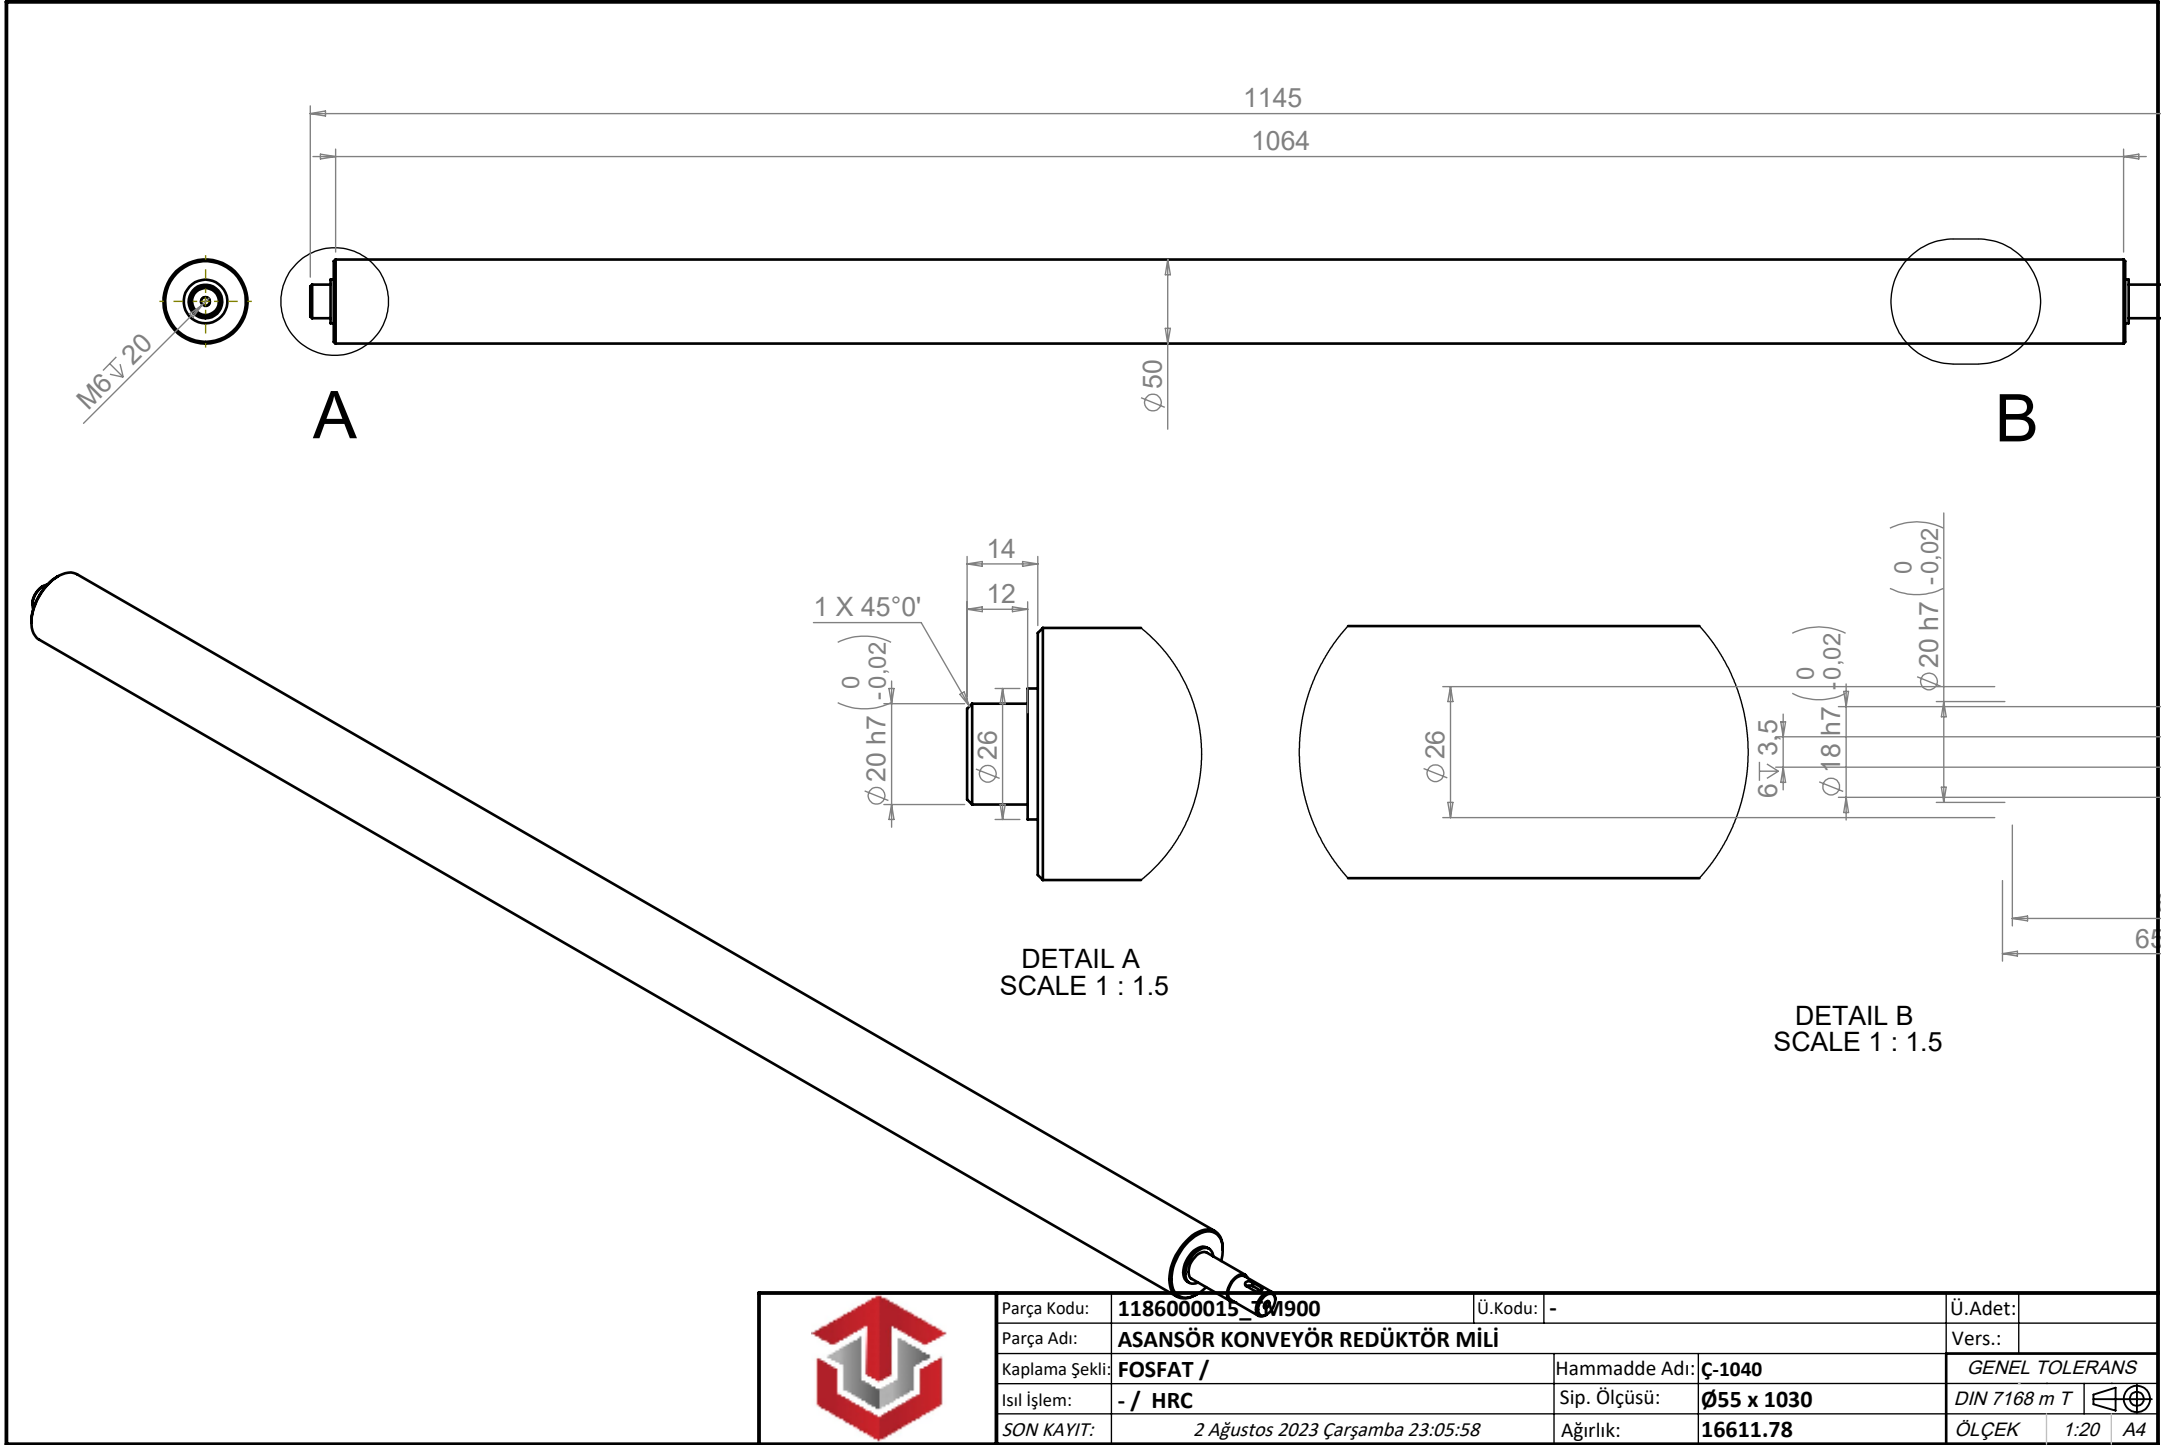 1145
1064
M6↧20
A
⌀50
B
14
12
1 X 45°0'
⌀20 h7 ( 0 -0,02 )
⌀26
DETAIL A
SCALE 1 : 1.5
⌀26
6↧3,5
⌀18 h7 ( 0 -0,02 )
⌀20 h7 ( 0 -0,02 )
65
DETAIL B
SCALE 1 : 1.5
Parça Kodu: 1186000015_TM900 Ü.Kodu: - Ü.Adet:
Parça Adı: ASANSÖR KONVEYÖR REDÜKTÖR MİLİ Vers.:
Kaplama Şekli: FOSFAT / Hammadde Adı: Ç-1040 GENEL TOLERANS
Isıl İşlem: - / HRC Sip. Ölçüsü: Ø55 x 1030 DIN 7168 m T
SON KAYIT: 2 Ağustos 2023 Çarşamba 23:05:58 Ağırlık: 16611.78 ÖLÇEK 1:20 A4